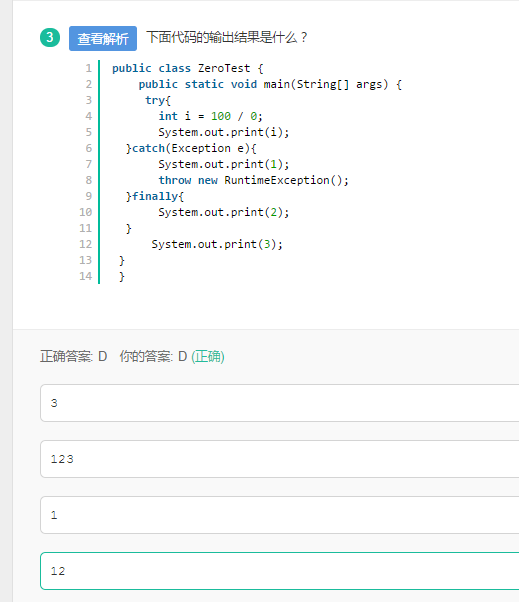 3 查看解析 下面代码的输出结果是什么？
1 public class ZeroTest {
2 public static void main(String[] args) {
3 try{
4 int i = 100 / 0;
5 System.out.print(i);
6 }catch(Exception e){
7 System.out.print(1);
8 throw new RuntimeException();
9 }finally{
10 System.out.print(2);
11 }
12 System.out.print(3);
13 }
14 }
正确答案: D 你的答案: D (正确)
3
123
1
12